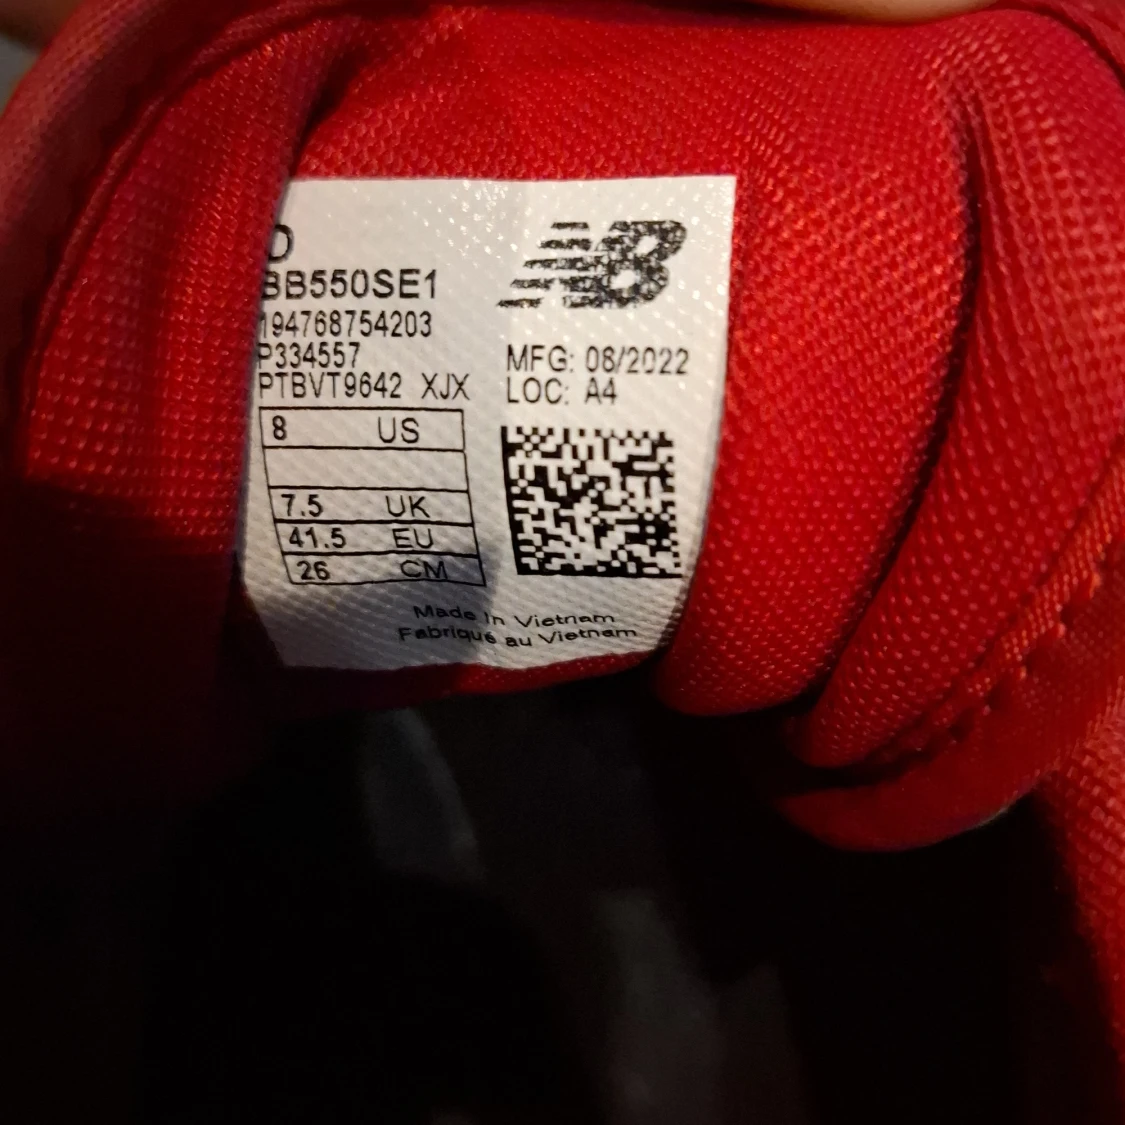 D
NB
BB550SE1
194768754203
P334557
PTBVT9642 XJX
MFG: 08/2022
LOC: A4
8 US
7.5 UK
41.5 EU
26 CM
Made In Vietnam
Fabriqué au Vietnam